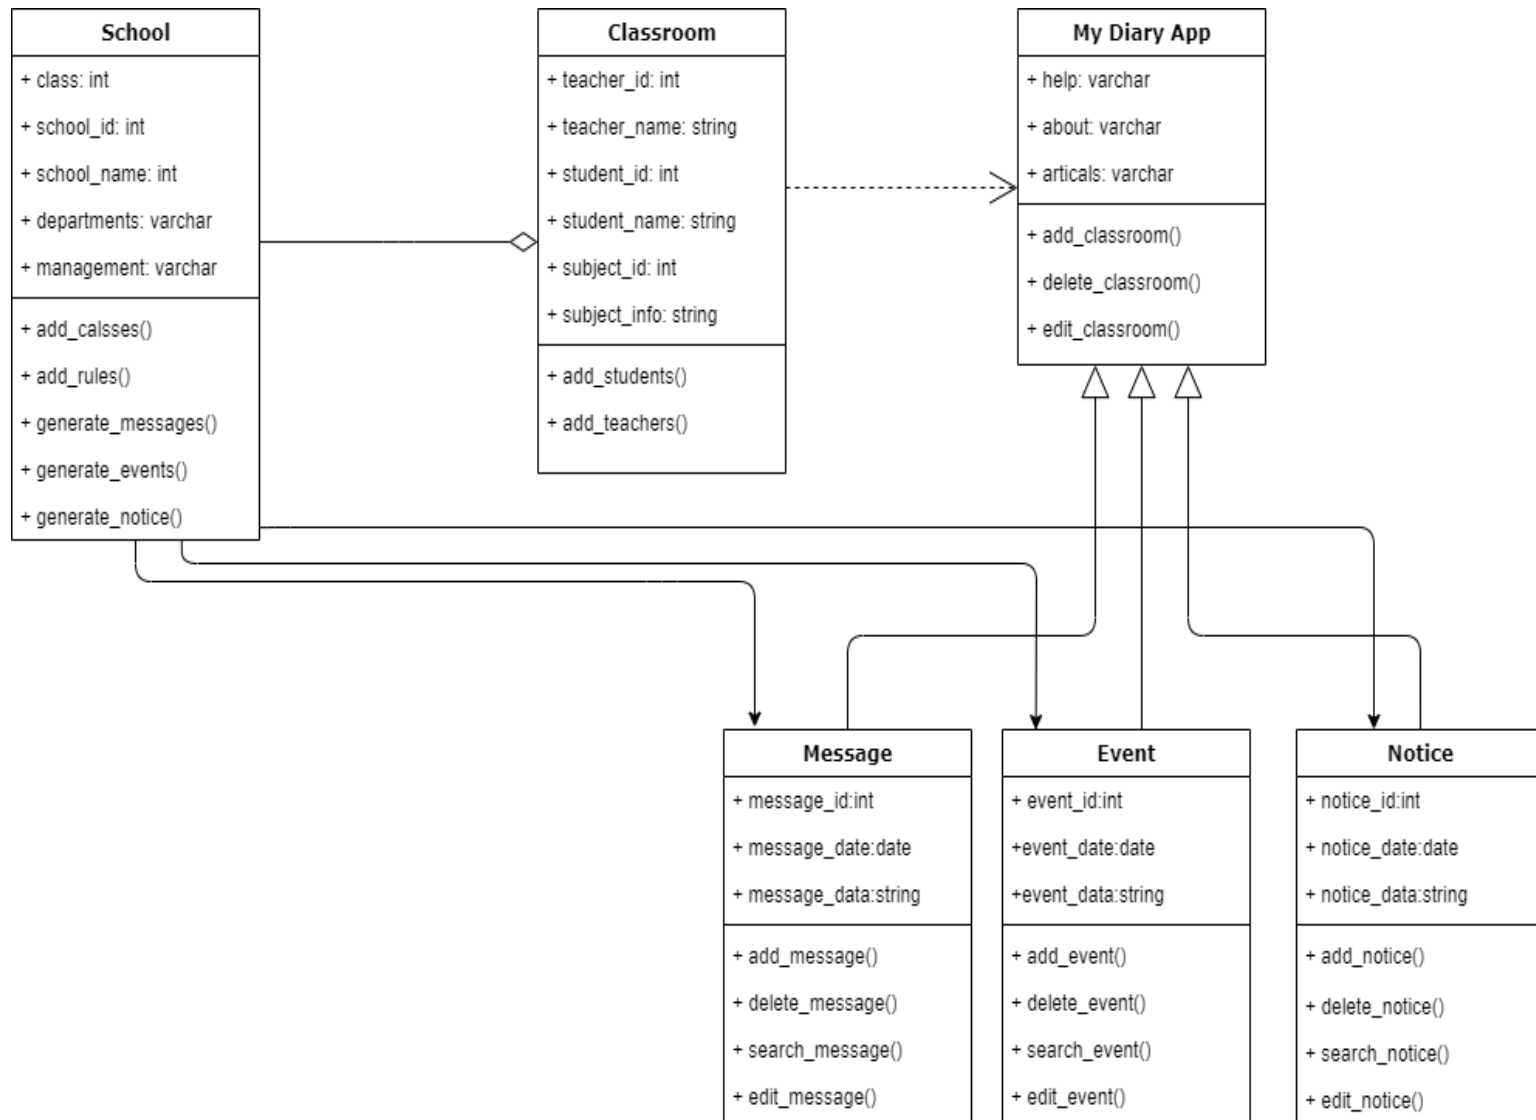 School
+ class: int
+ school_id: int
+ school_name: int
+ departments: varchar
+ management: varchar
+ add_calsses()
+ add_rules()
+ generate_messages()
+ generate_events()
+ generate_notice()
Classroom
+ teacher_id: int
+ teacher_name: string
+ student_id: int
+ student_name: string
+ subject_id: int
+ subject_info: string
+ add_students()
+ add_teachers()
My Diary App
+ help: varchar
+ about: varchar
+ articals: varchar
+ add_classroom()
+ delete_classroom()
+ edit_classroom()
Message
+ message_id:int
+ message_date:date
+ message_data:string
+ add_message()
+ delete_message()
+ search_message()
+ edit_message()
Event
+ event_id:int
+event_date:date
+event_data:string
+ add_event()
+ delete_event()
+ search_event()
+ edit_event()
Notice
+ notice_id:int
+ notice_date:date
+ notice_data:string
+ add_notice()
+ delete_notice()
+ search_notice()
+ edit_notice()